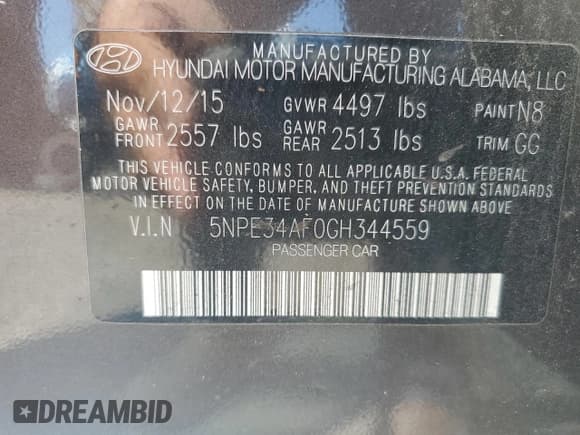 MANUFACTURED BY
HYUNDAI MOTOR MANUFACTURING ALABAMA, LLC
Nov/12/15 GVWR 4497 lbs PAINT N8
GAWR FRONT 2557 lbs GAWR REAR 2513 lbs TRIM GG
THIS VEHICLE CONFORMS TO ALL APPLICABLE U.S.A. FEDERAL
MOTOR VEHICLE SAFETY, BUMPER, AND THEFT PREVENTION STANDARDS
IN EFFECT ON THE DATE OF MANUFACTURE SHOWN ABOVE.
V.I.N 5NPE34AF0GH344559
PASSENGER CAR
DREAMBID